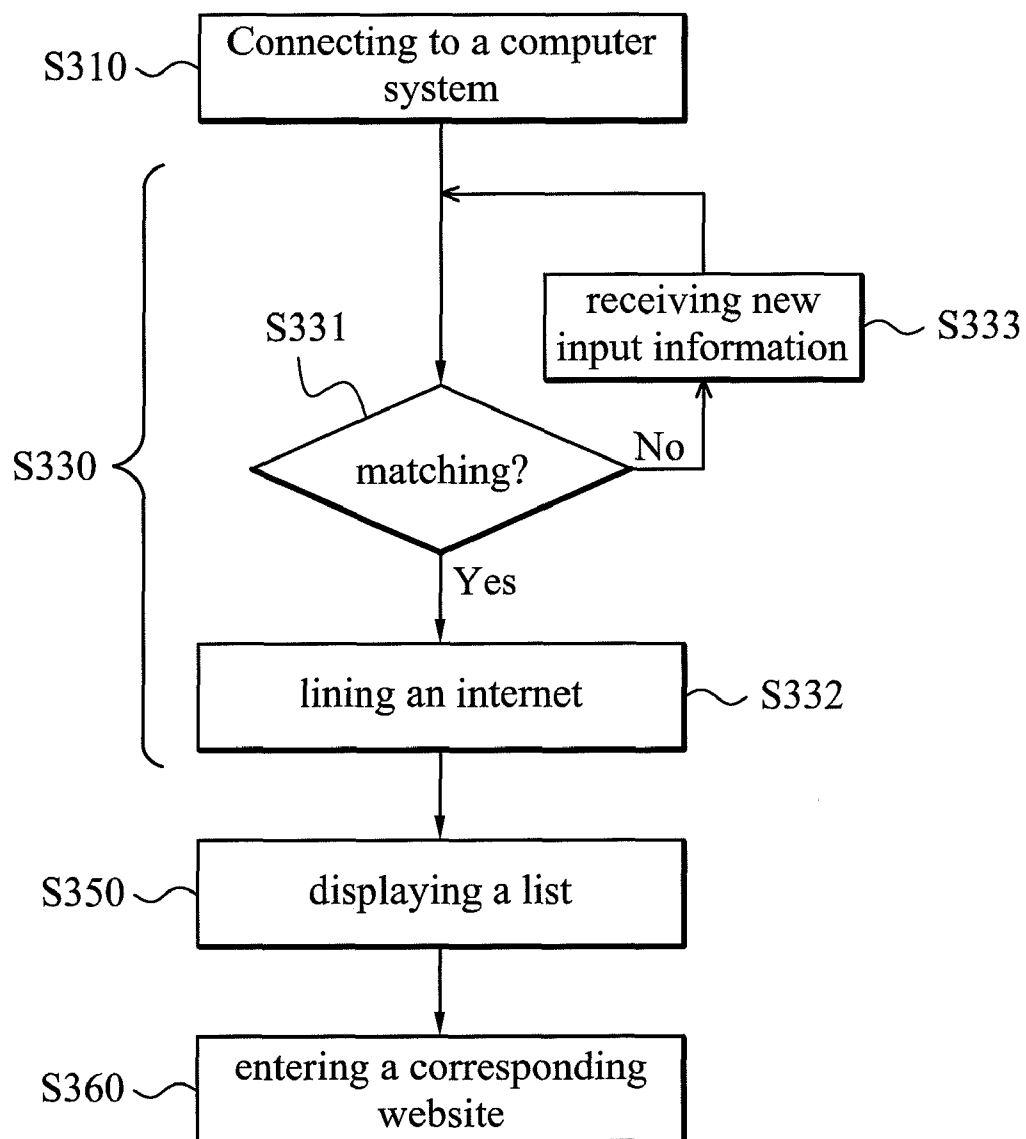 S310
Connecting to a computer
system
S330
S331
matching?
No
receiving new
input information
S333
Yes
lining an internet
S332
S350
displaying a list
S360
entering a corresponding
website